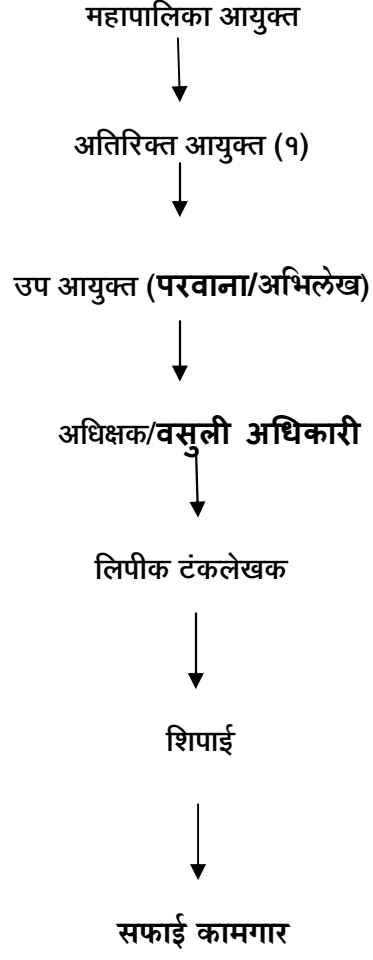 महापालिका आयुक्त
अतिरिक्त आयुक्त (१)
उप आयुक्त (परवाना/अभिलेख)
अधिक्षक/वसुली अधिकारी
लिपीक टंकलेखक
शिपाई
सफाई कामगार